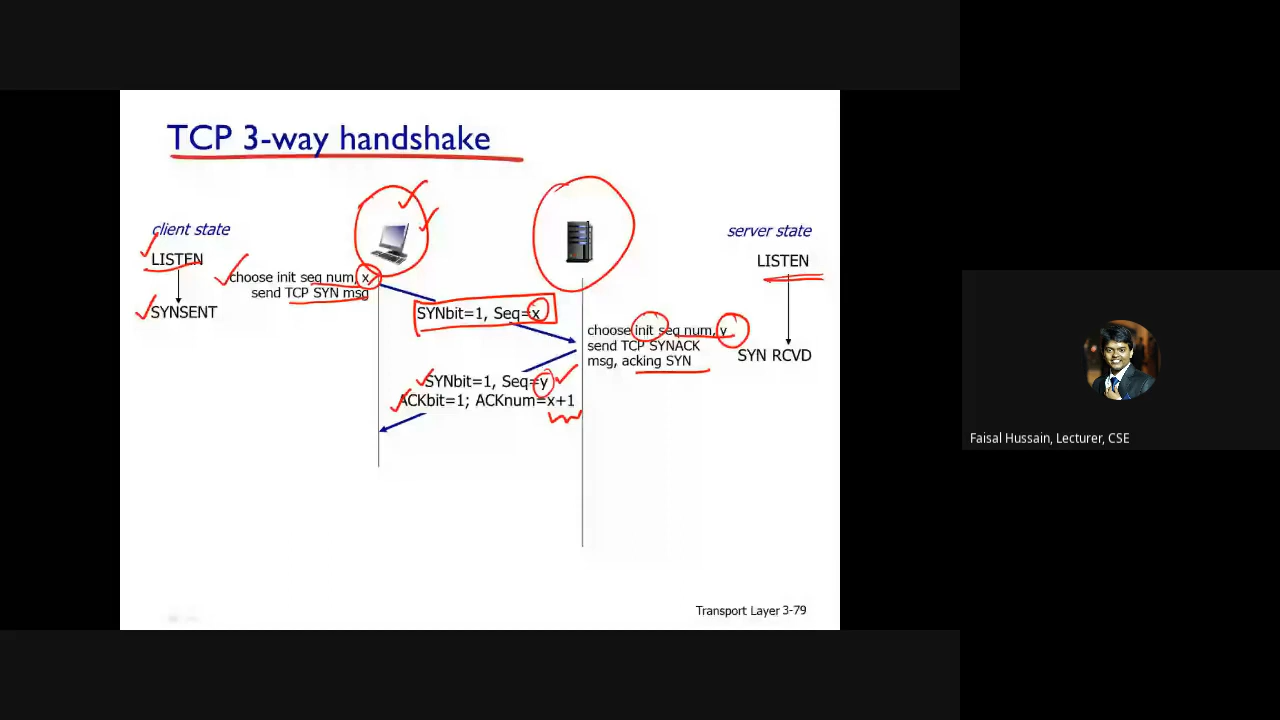 TCP 3-way handshake
client state
server state
LISTEN
LISTEN
choose init seq num, x
send TCP SYN msg
SYNSENT
SYNbit=1, Seq=x
choose init seq num, y
send TCP SYNACK
msg, acking SYN
SYN RCVD
SYNbit=1, Seq=y
ACKbit=1; ACKnum=x+1
Faisal Hussain, Lecturer, CSE
Transport Layer 3-79